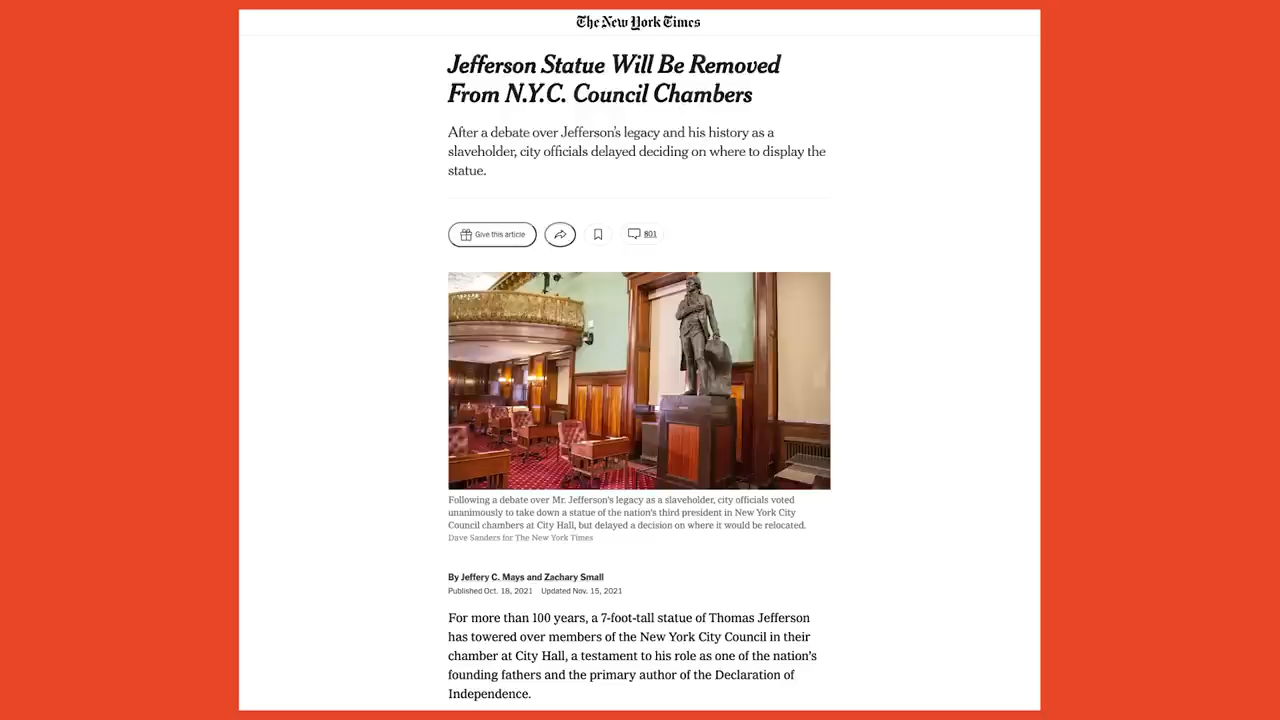 The New York Times
Jefferson Statue Will Be Removed
From N.Y.C. Council Chambers
After a debate over Jefferson's legacy and his history as a
slaveholder, city officials delayed deciding on where to display the
statue.
Give this article
801
Following a debate over Mr. Jefferson's legacy as a slaveholder, city officials voted
unanimously to take down a statue of the nation's third president in New York City
Council chambers at City Hall, but delayed a decision on where it would be relocated.
Dave Sanders for The New York Times
By Jeffery C. Mays and Zachary Small
Published Oct. 18, 2021 Updated Nov. 15, 2021
For more than 100 years, a 7-foot-tall statue of Thomas Jefferson
has towered over members of the New York City Council in their
chamber at City Hall, a testament to his role as one of the nation's
founding fathers and the primary author of the Declaration of
Independence.